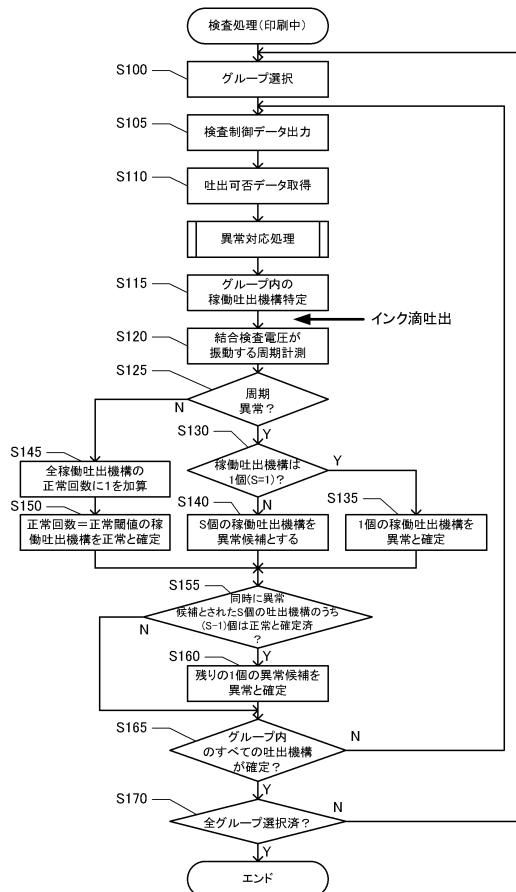 検査処理(印刷中)
S100
グループ選択
S105
検査制御データ出力
S110
吐出可否データ取得
異常対応処理
S115
グループ内の
稼働吐出機構特定
インク滴吐出
S120
結合検査電圧が
振動する周期計測
S125
周期
異常?
N
Y
S130
稼働吐出機構は
1個(S=1)?
Y
N
S145
全稼働吐出機構の
正常回数に1を加算
S140
S個の稼働吐出機構を
異常候補とする
S135
1個の稼働吐出機構を
異常と確定
S150
正常回数=正常閾値の稼
働吐出機構を正常と確定
S155
同時に異常
候補とされたS個の吐出機構のうち
(S-1)個は正常と確定済
?
N
Y
S160
残りの1個の異常候補を
異常と確定
S165
グループ内
のすべての吐出機構
が確定?
N
Y
S170
全グループ選択済?
N
Y
エンド